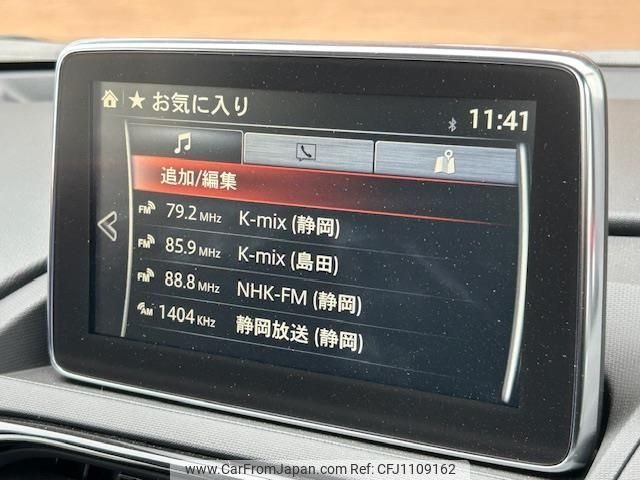 ★ お気に入り 11:41
追加/編集
FM 79.2 MHz K-mix (静岡)
FM 85.9 MHz K-mix (島田)
FM 88.8 MHz NHK-FM (静岡)
AM 1404 KHz 静岡放送 (静岡)
www.CarFromJapan.com REF: CFJ1109162